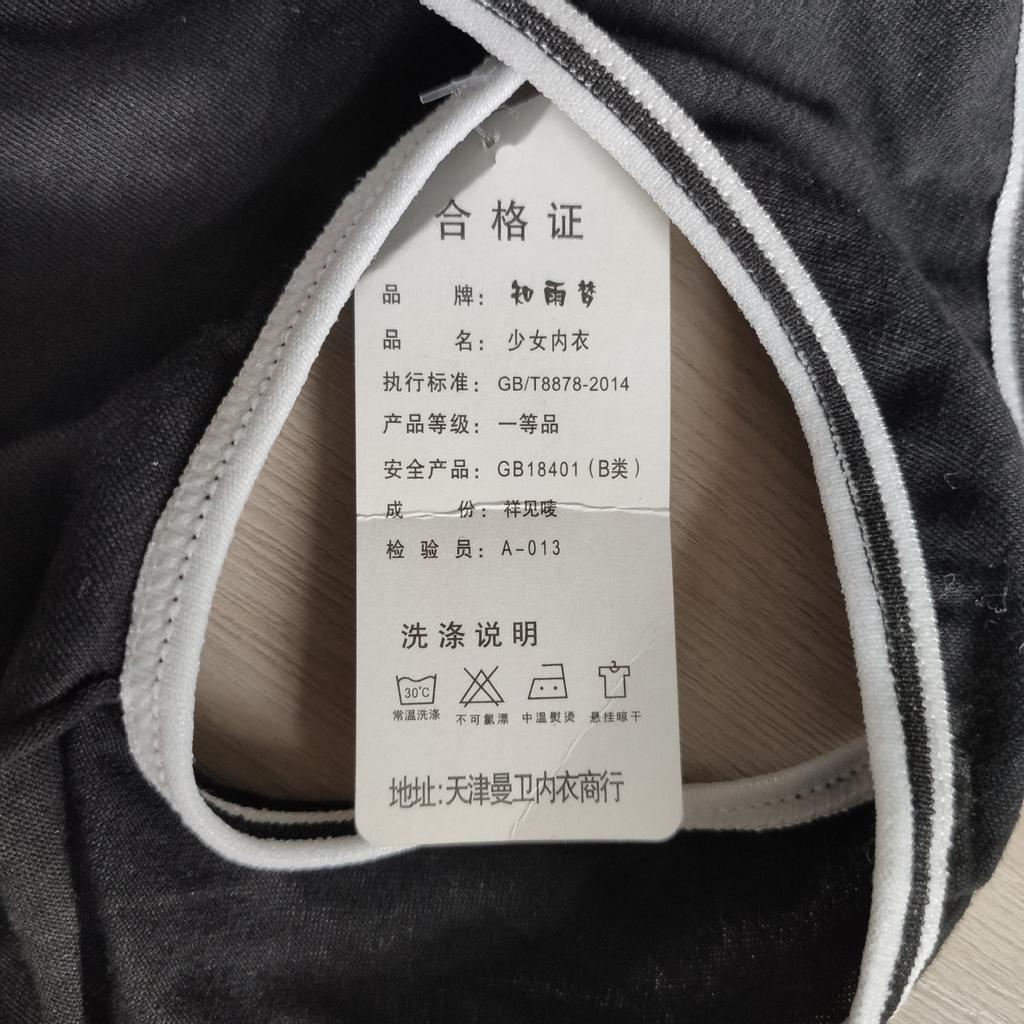 合格证
品 牌：知雨梦
品 名：少女内衣
执行标准：GB/T8878-2014
产品等级：一等品
安全产品：GB18401（B类）
成 份：祥见唛
检 验 员：A-013
洗涤说明
30℃
常温洗涤 不可氯漂 中温熨烫 悬挂晾干
地址:天津曼卫内衣商行